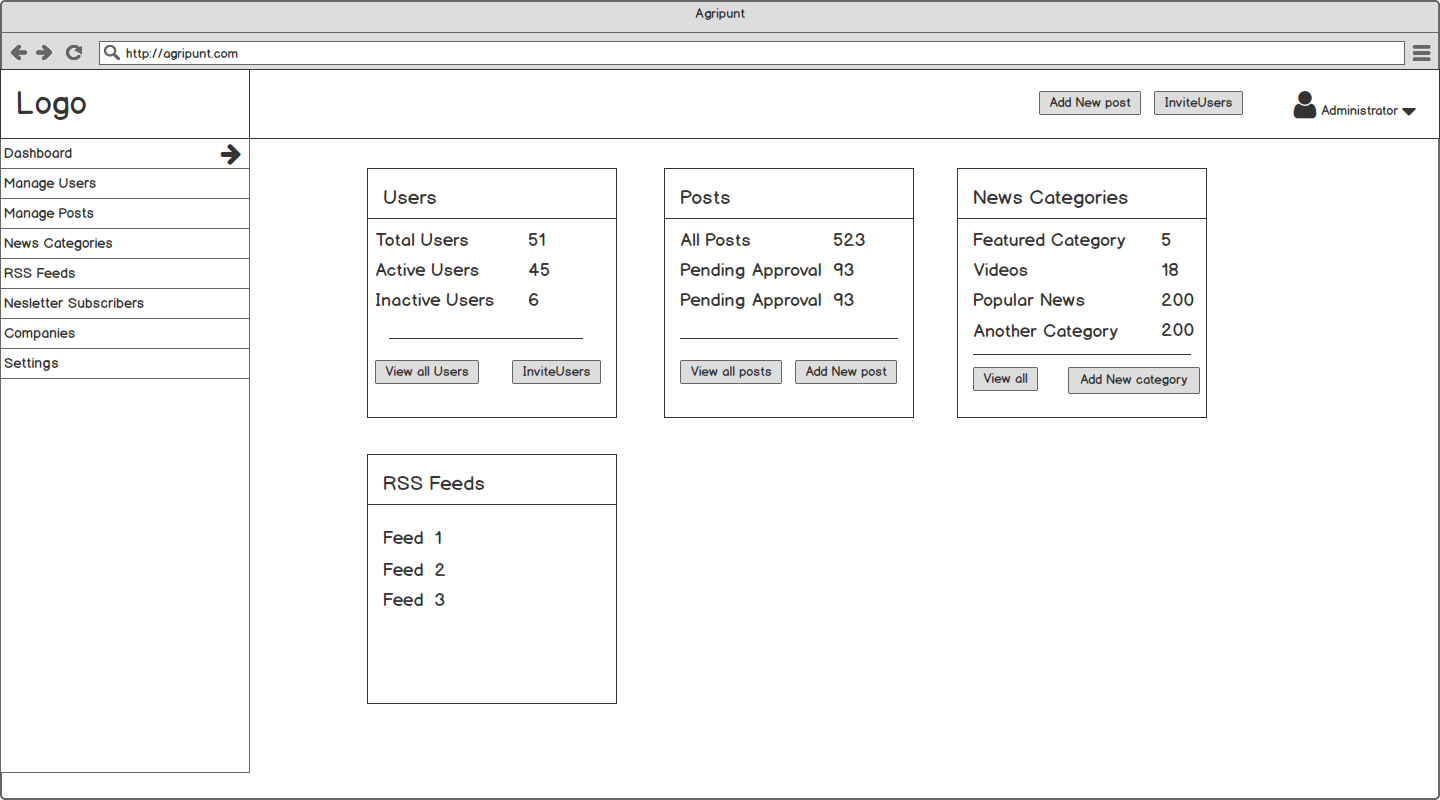 Agripunt
http://agripunt.com
Logo
Add New post
InviteUsers
Administrator
Dashboard
Manage Users
Manage Posts
News Categories
RSS Feeds
Nesletter Subscribers
Companies
Settings
Users
Total Users 51
Active Users 45
Inactive Users 6
View all Users InviteUsers
Posts
All Posts 523
Pending Approval 93
Pending Approval 93
View all posts Add New post
News Categories
Featured Category 5
Videos 18
Popular News 200
Another Category 200
View all Add New category
RSS Feeds
Feed 1
Feed 2
Feed 3